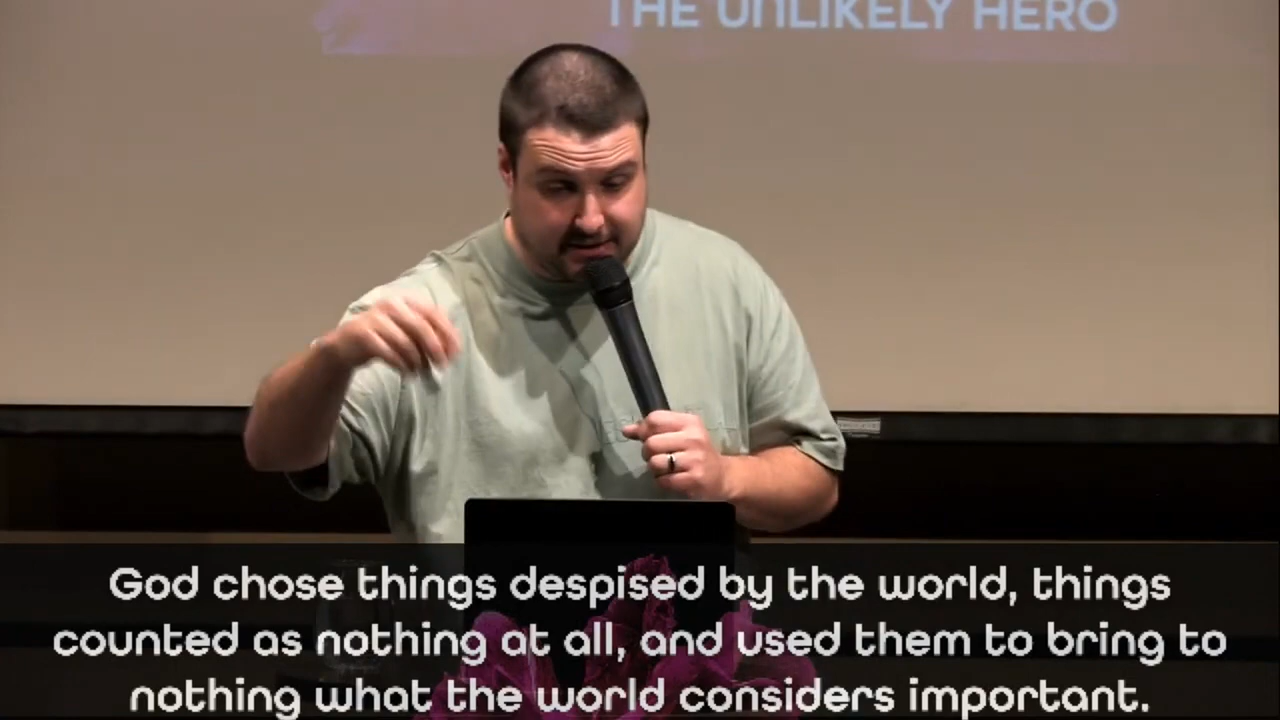 THE UNLIKELY HERO
God chose things despised by the world, things
counted as nothing at all, and used them to bring to
nothing what the world considers important.